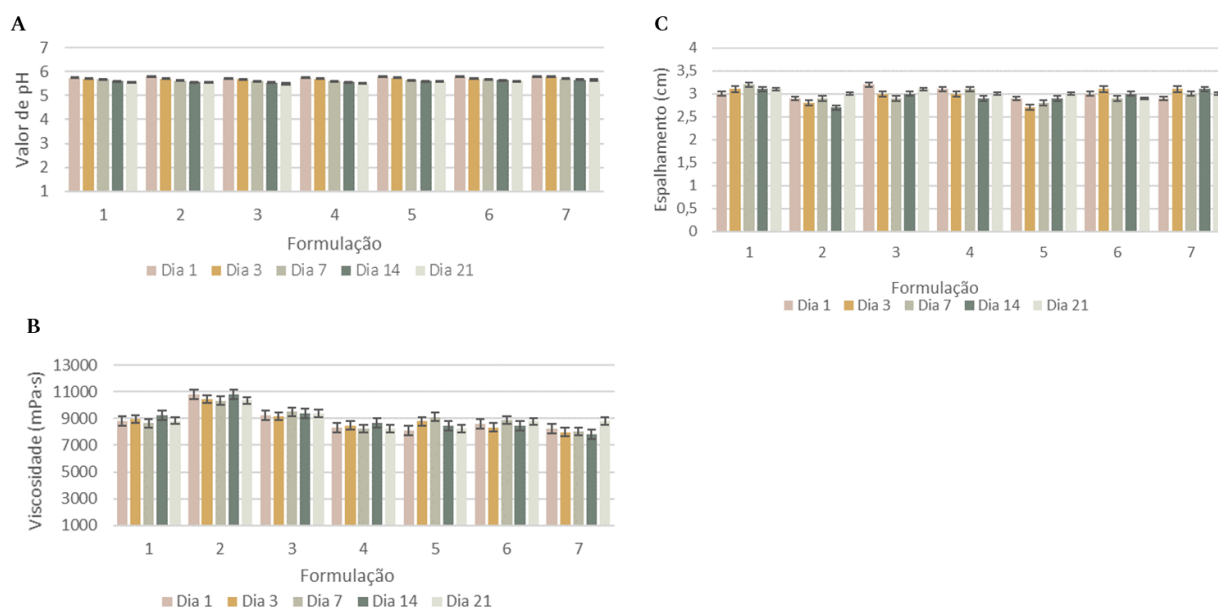 A
7
6
5
4
3
2
1
Valor de pH
1 2 3 4 5 6 7
Formulação
Dia 1 Dia 3 Dia 7 Dia 14 Dia 21
C
4
3,5
3
2,5
2
0,5
1
0,5
0
Espalhamento (cm)
1 2 3 4 5 6 7
Formulação
Dia 1 Dia 3 Dia 7 Dia 14 Dia 21
B
13000
11000
9000
7000
5000
3000
1000
Viscosidade (mPa·s)
1 2 3 4 5 6 7
Formulação
Dia 1 Dia 3 Dia 7 Dia 14 Dia 21